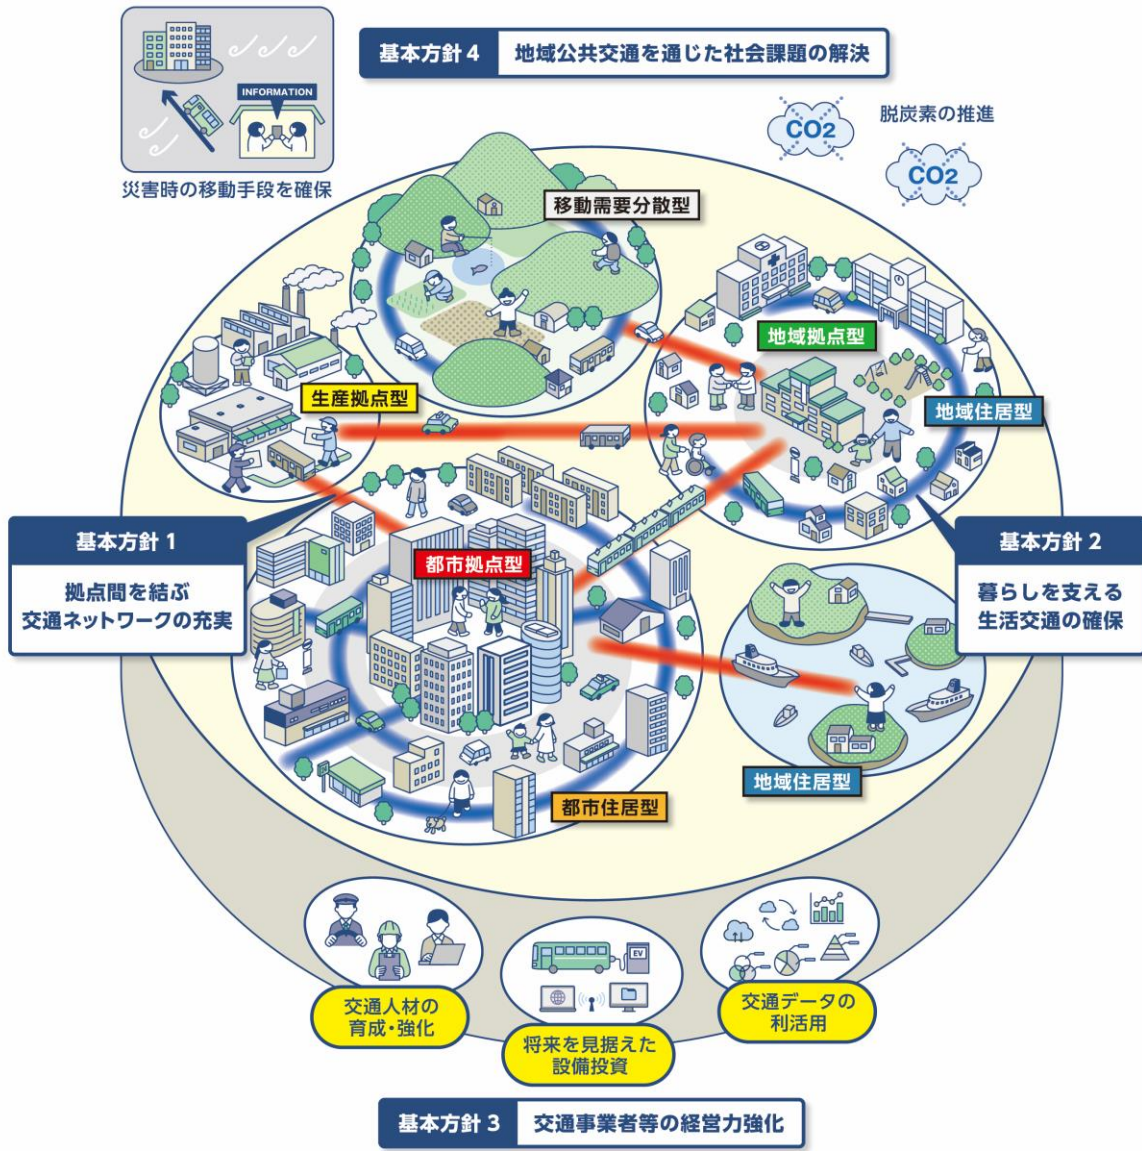 基本方針4 地域公共交通を通じた社会課題の解決
INFORMATION
災害時の移動手段を確保
CO2
脱炭素の推進
CO2
移動需要分散型
地域拠点型
生産拠点型
地域住居型
基本方針1
拠点間を結ぶ
交通ネットワークの充実
都市拠点型
基本方針2
暮らしを支える
生活交通の確保
地域住居型
都市住居型
交通人材の
育成・強化
EV
将来を見据えた
設備投資
交通データの
利活用
基本方針3 交通事業者等の経営力強化